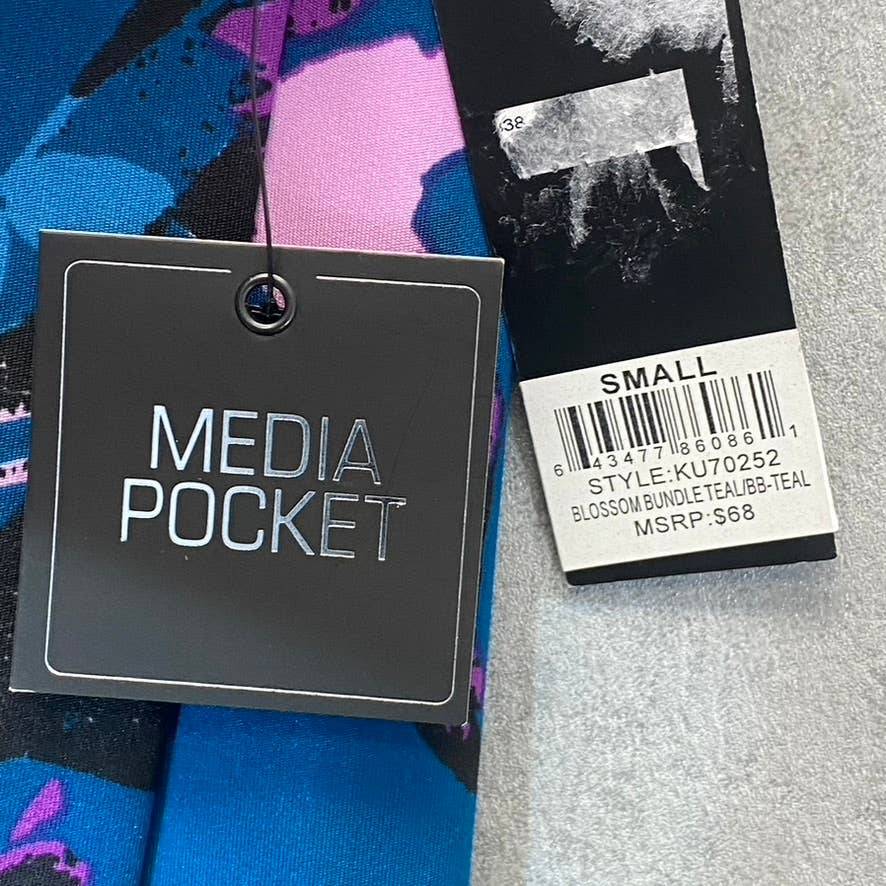 MEDIA
POCKET
38
SMALL
6 43477 86086 1
STYLE:KU70252
BLOSSOM BUNDLE TEAL/BB-TEAL
MSRP:$68